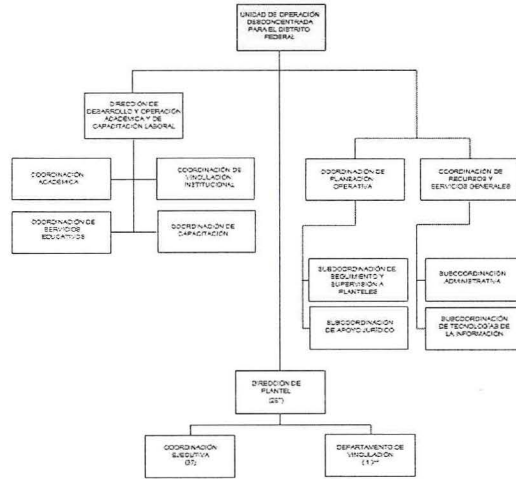 UNIDAD DE OPERACIÓN
DESCONCENTRADA
PARA EL DISTRITO
FEDERAL
DIRECCIÓN DE
DESARROLLO Y OPERACIÓN
ACADÉMICA Y DE
CAPACITACIÓN LABORAL
COORDINACIÓN
ACADÉMICA
COORDINACIÓN DE
VINCULACIÓN
INSTITUCIONAL
COORDINACIÓN DE
SERVICIOS
EDUCATIVOS
COORDINACIÓN DE
CAPACITACIÓN
COORDINACIÓN
DE PLANEACIÓN
OPERATIVA
COORDINACIÓN DE
RECURSOS Y
SERVICIOS GENERALES
SUBCOORDINACIÓN DE
SEGUIMIENTO Y
SUPERVISIÓN A
PLANTELES
SUBCOORDINACIÓN
DE APOYO JURÍDICO
SUBCOORDINACIÓN
ADMINISTRATIVA
SUBCOORDINACIÓN
DE TECNOLOGÍAS DE
LA INFORMACIÓN
DIRECCIÓN DE
PLANTEL
COORDINACIÓN
EJECUTIVA
DEPARTAMENTO DE
VINCULACIÓN